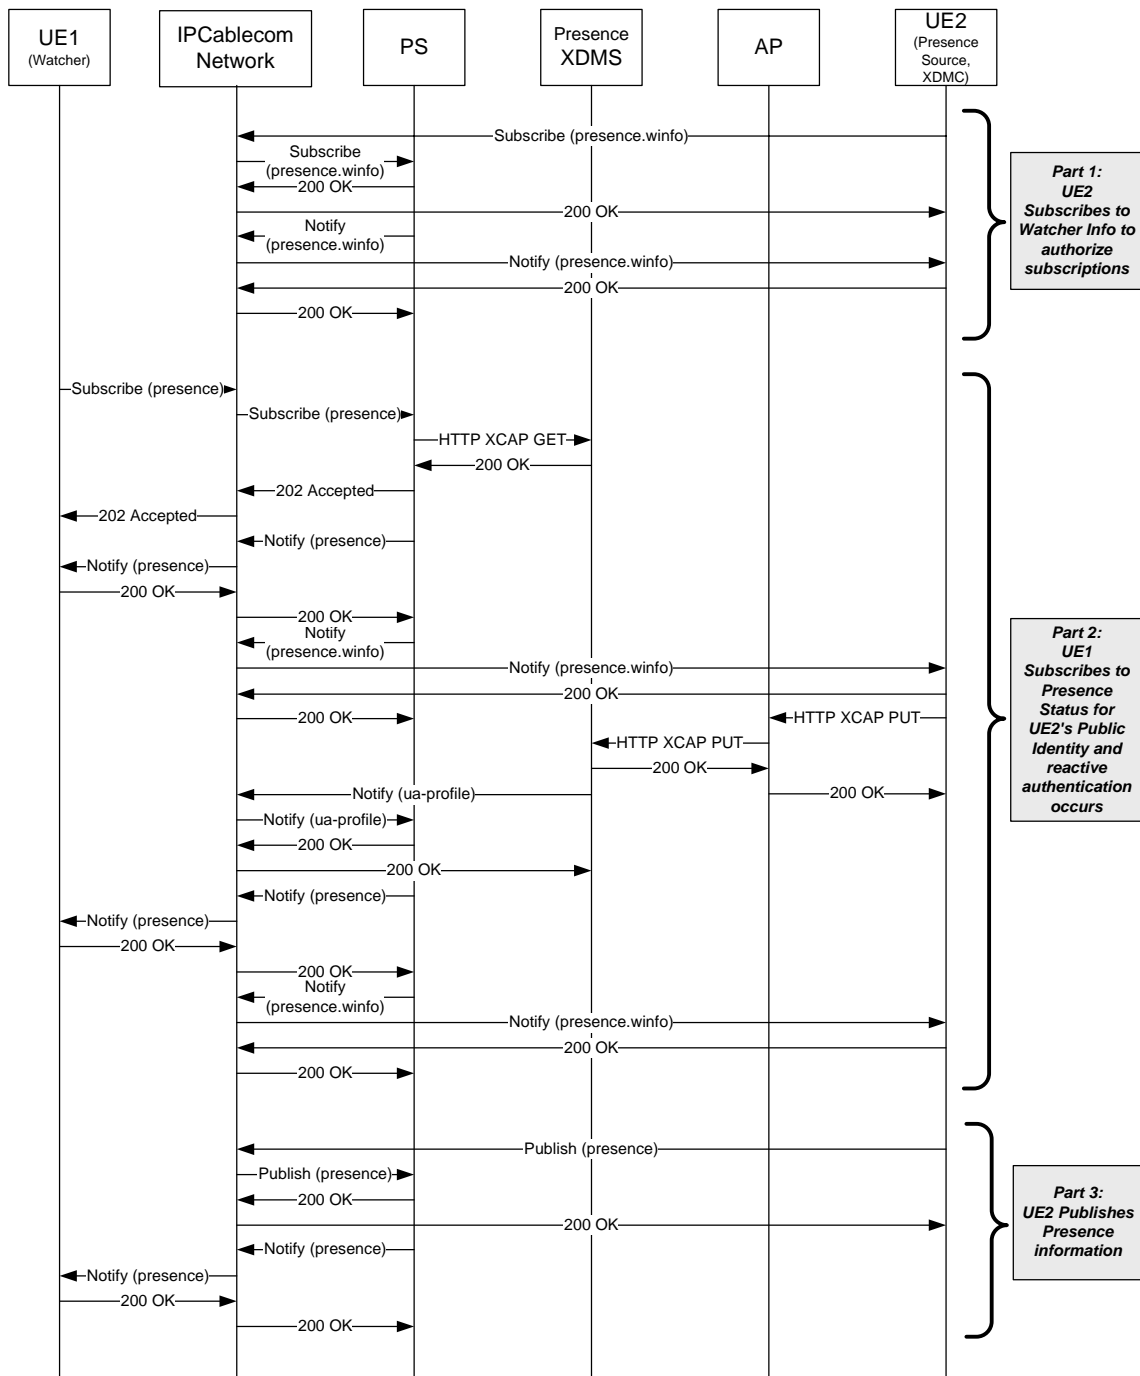 UE1
(Watcher)
IPCablecom
Network
PS
Presence
XDMS
AP
UE2
(Presence
Source,
XDMC)
Subscribe (presence.winfo)
Subscribe
(presence.winfo)
200 OK
200 OK
Notify
(presence.winfo)
Notify (presence.winfo)
200 OK
200 OK
Part 1:
UE2
Subscribes to
Watcher Info to
authorize
subscriptions
Subscribe (presence)
Subscribe (presence)
HTTP XCAP GET
200 OK
202 Accepted
202 Accepted
Notify (presence)
Notify (presence)
200 OK
200 OK
Notify
(presence.winfo)
Notify (presence.winfo)
200 OK
200 OK
HTTP XCAP PUT
HTTP XCAP PUT
200 OK
Notify (ua-profile)
200 OK
Notify (ua-profile)
200 OK
200 OK
Notify (presence)
Notify (presence)
200 OK
200 OK
Notify
(presence.winfo)
Notify (presence.winfo)
200 OK
200 OK
Part 2:
UE1
Subscribes to
Presence
Status for
UE2's Public
Identity and
reactive
authentication
occurs
Publish (presence)
Publish (presence)
200 OK
200 OK
Notify (presence)
Notify (presence)
200 OK
200 OK
Part 3:
UE2 Publishes
Presence
information